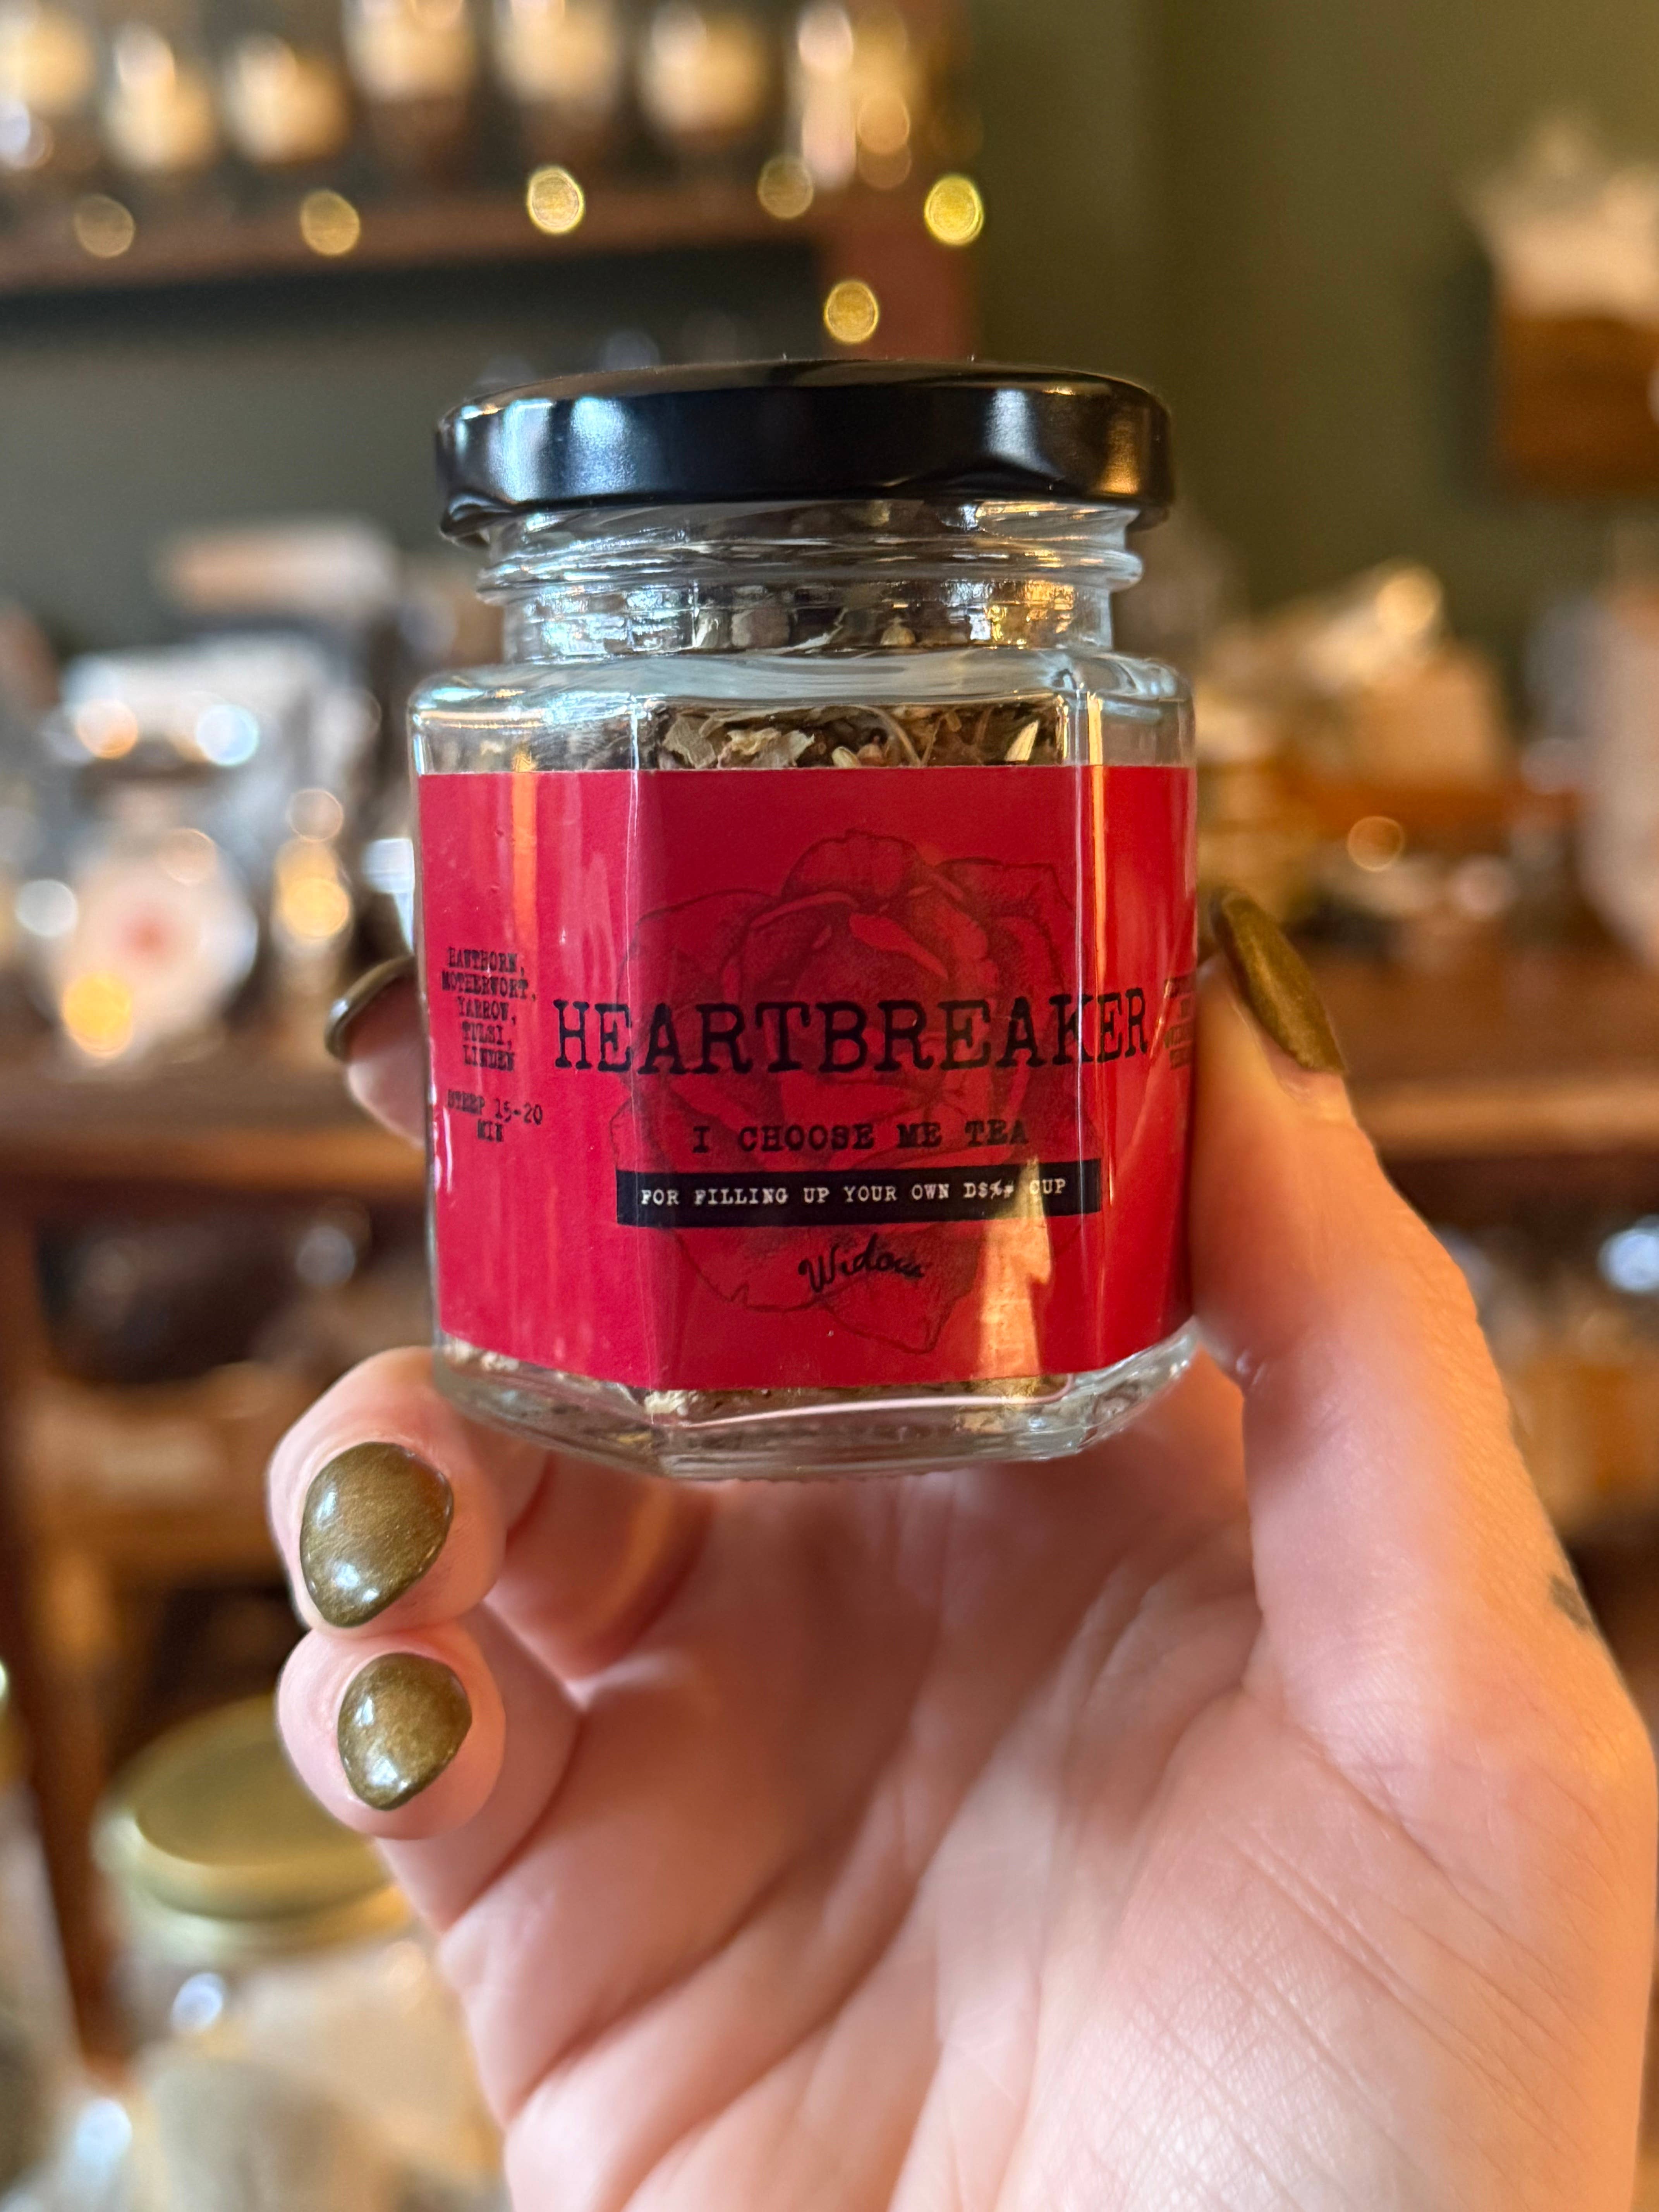 HAWTHORN,
MOTHERWORT,
YARROW,
TULSI,
LINDEN
STEEP 15-20
MIN
HEARTBREAKER
I CHOOSE ME TEA
FOR FILLING UP YOUR OWN D$%# CUP
Widow